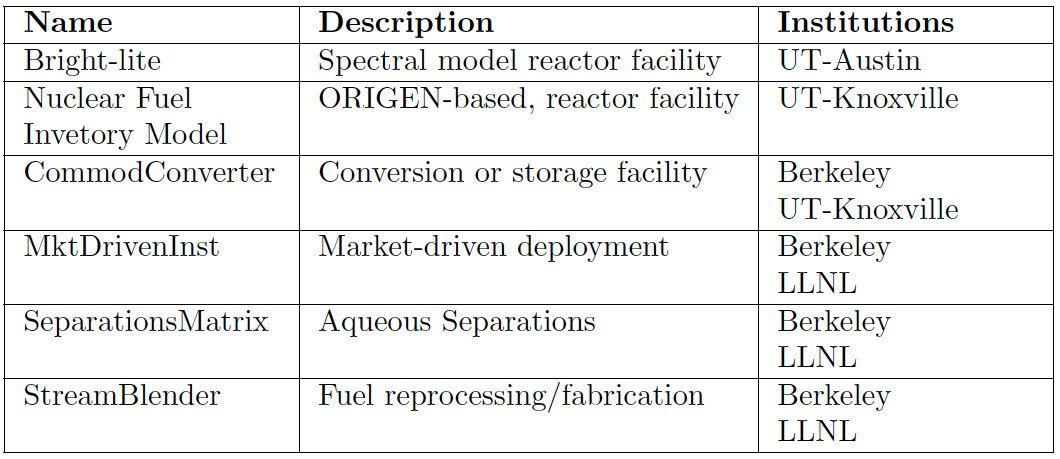 Name Description Institutions
Bright-lite Spectral model reactor facility UT-Austin
Nuclear Fuel ORIGEN-based, reactor facility UT-Knoxville
Invetory Model
CommodConverter Conversion or storage facility Berkeley
UT-Knoxville
MktDrivenInst Market-driven deployment Berkeley
LLNL
SeparationsMatrix Aqueous Separations Berkeley
LLNL
StreamBlender Fuel reprocessing/fabrication Berkeley
LLNL